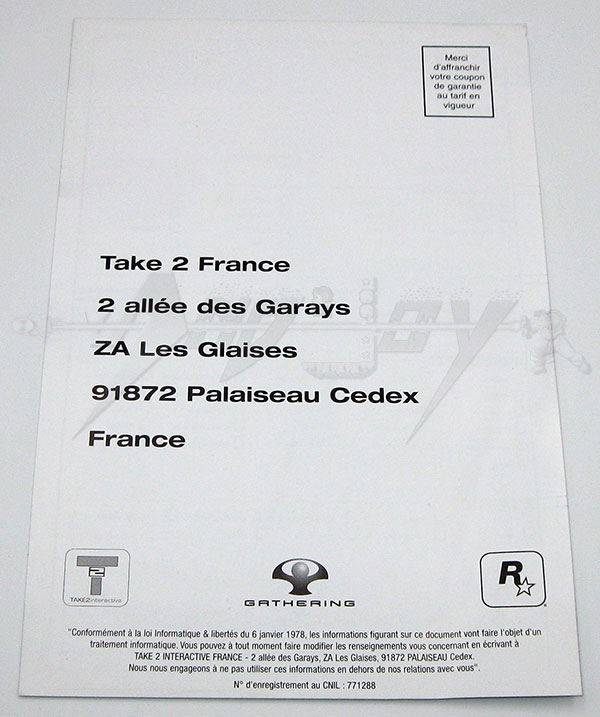 Merci
d'affranchir
votre coupon
de garantie
au tarif en
vigueur
Take 2 France
2 allée des Garays
ZA Les Glaises
91872 Palaiseau Cedex
France
T2
TAKE2interactive
GATHERING
R
"Conformément à la loi Informatique & libertés du 6 janvier 1978, les informations figurant sur ce document vont faire l'objet d'un
traitement informatique. Vous pouvez à tout moment faire modifier les renseignements vous concernant en écrivant à
TAKE 2 INTERACTIVE FRANCE - 2 allée des Garays, ZA Les Glaises, 91872 PALAISEAU Cedex.
Nous nous engageons à ne pas utiliser ces informations en dehors de nos relations avec vous".
N° d'enregistrement au CNIL : 771288